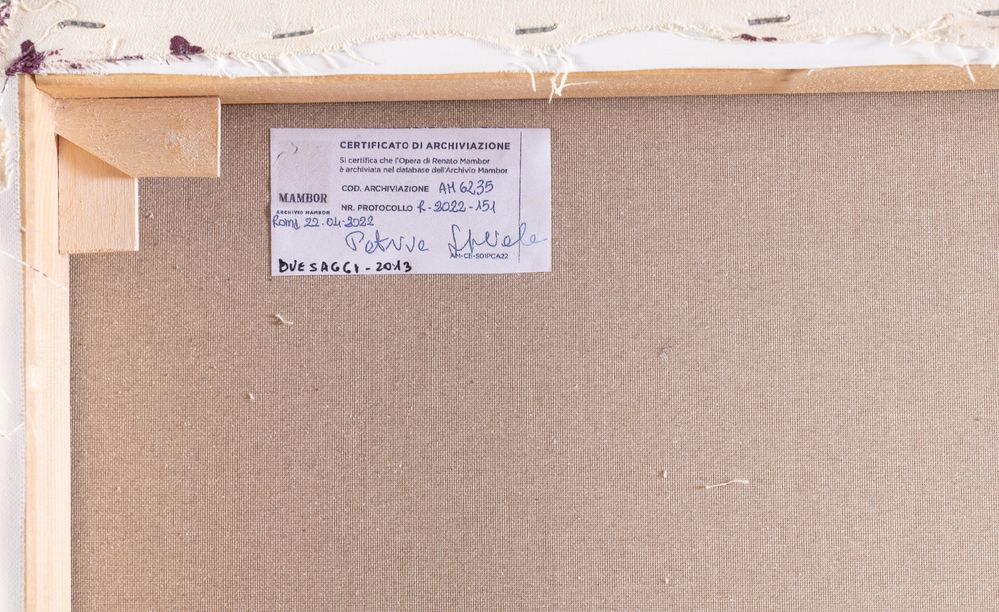 CERTIFICATO DI ARCHIVIAZIONE
Si certifica che l'Opera di Renato Mambor
è archiviata nel database dell'Archivio Mambor
COD. ARCHIVIAZIONE AM 6235
MAMBOR
ARCHIVIO MAMBOR
NR. PROTOCOLLO R-2022-151
Roma 22.04-2022
AM-CE-S01PCA22
DUE SAGGI-2013